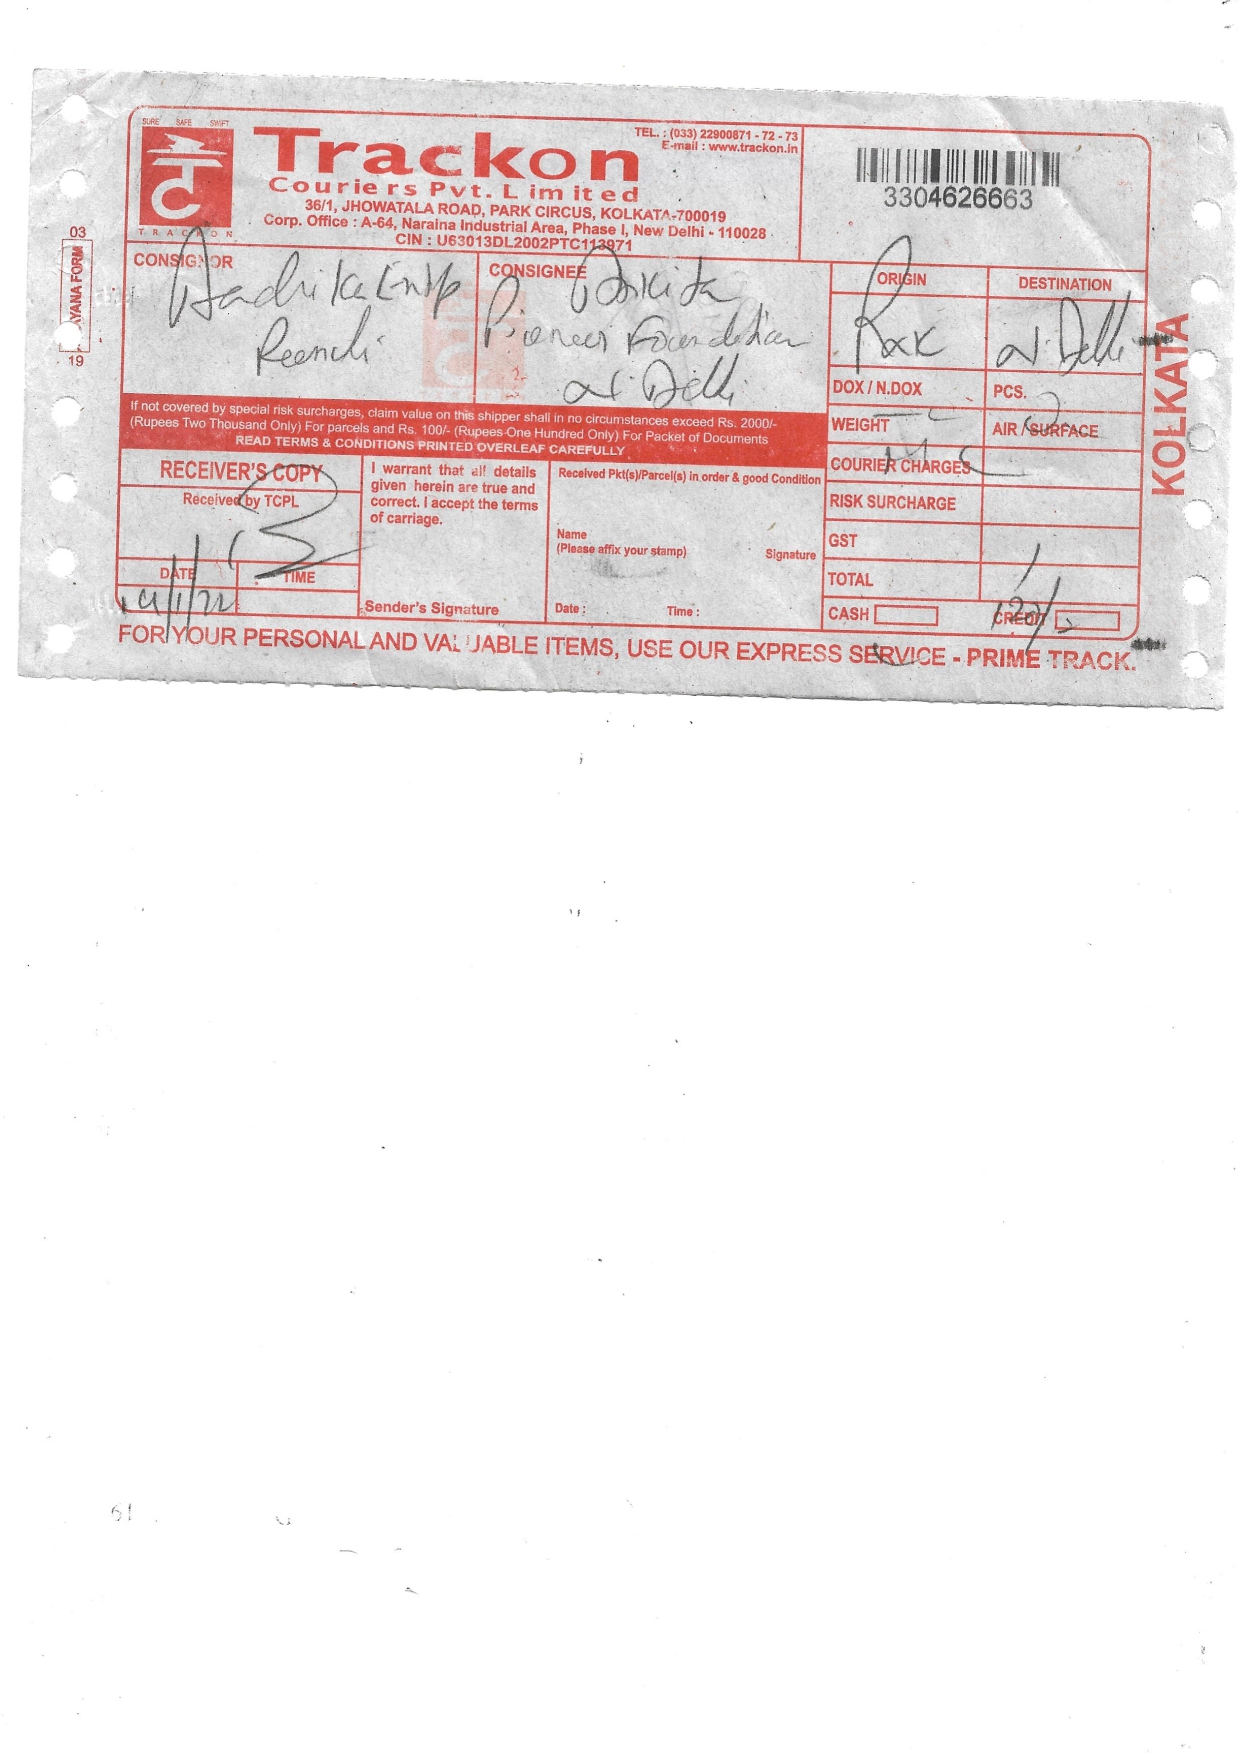 SURE SAFE SWIFT
TRACKON
Trackon
Couriers Pvt. Limited
36/1, JHOWATALA ROAD, PARK CIRCUS, KOLKATA-700019
Corp. Office : A-64, Naraina Industrial Area, Phase I, New Delhi - 110028
CIN : U63013DL2002PTC113971
TEL. : (033) 22900871 - 72 - 73
E-mail : www.trackon.in
3304626663
03
YANA FORM
19
CONSIGNOR
Aadrika Entp
Ranchi
CONSIGNEE
Ankita
Pioneer Foundation
N. Delhi
ORIGIN
DESTINATION
N. Delhi
DOX / N.DOX
PCS.
WEIGHT
AIR / SURFACE
COURIER CHARGES
RISK SURCHARGE
GST
TOTAL
CASH
CREDIT
120/
KOLKATA
If not covered by special risk surcharges, claim value on this shipper shall in no circumstances exceed Rs. 2000/-
(Rupees Two Thousand Only) For parcels and Rs. 100/- (Rupees One Hundred Only) For Packet of Documents
READ TERMS & CONDITIONS PRINTED OVERLEAF CAREFULLY
RECEIVER'S COPY
Received by TCPL
DATE
TIME
I warrant that all details
given herein are true and
correct. I accept the terms
of carriage.
Sender's Signature
Received Pkt(s)/Parcel(s) in order & good Condition
Name
(Please affix your stamp)
Signature
Date :
Time :
FOR YOUR PERSONAL AND VALUABLE ITEMS, USE OUR EXPRESS SERVICE - PRIME TRACK.